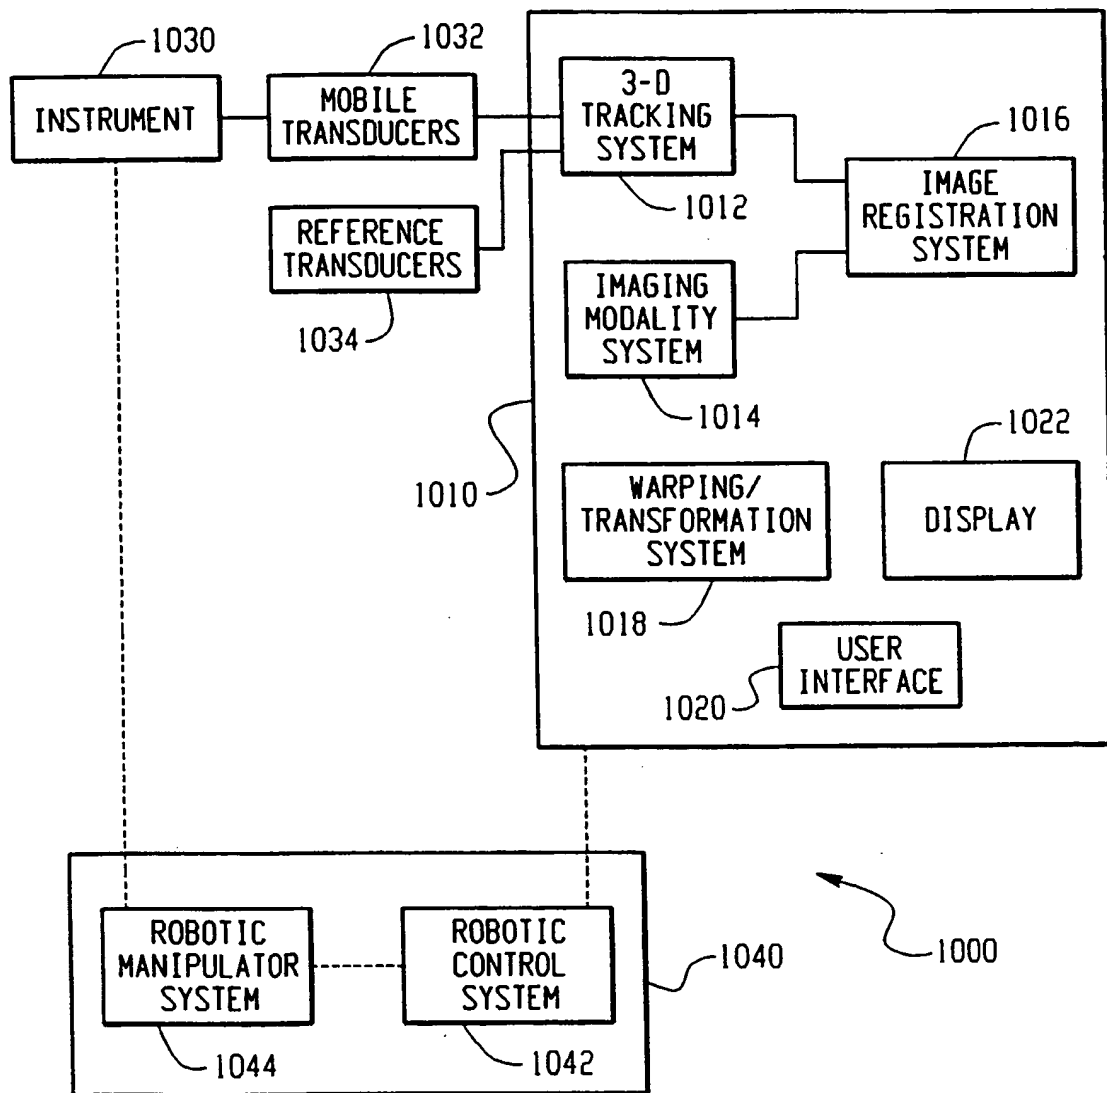 1030
INSTRUMENT
1032
MOBILE
TRANSDUCERS
REFERENCE
TRANSDUCERS
1034
3-D
TRACKING
SYSTEM
1012
1016
IMAGE
REGISTRATION
SYSTEM
IMAGING
MODALITY
SYSTEM
1014
1010
WARPING/
TRANSFORMATION
SYSTEM
1018
1022
DISPLAY
USER
INTERFACE
1020
ROBOTIC
MANIPULATOR
SYSTEM
1044
ROBOTIC
CONTROL
SYSTEM
1042
1040
1000